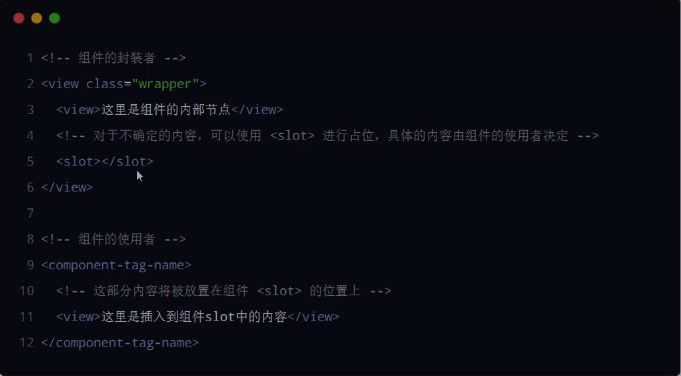 1 <!-- 组件的封装者 -->
2 <view class="wrapper">
3   <view>这里是组件的内部节点</view>
4   <!-- 对于不确定的内容，可以使用 <slot> 进行占位，具体的内容由组件的使用者决定 -->
5   <slot></slot>
6 </view>
7
8 <!-- 组件的使用者 -->
9 <component-tag-name>
10   <!-- 这部分内容将被放置在组件 <slot> 的位置上 -->
11   <view>这里是插入到组件slot中的内容</view>
12 </component-tag-name>